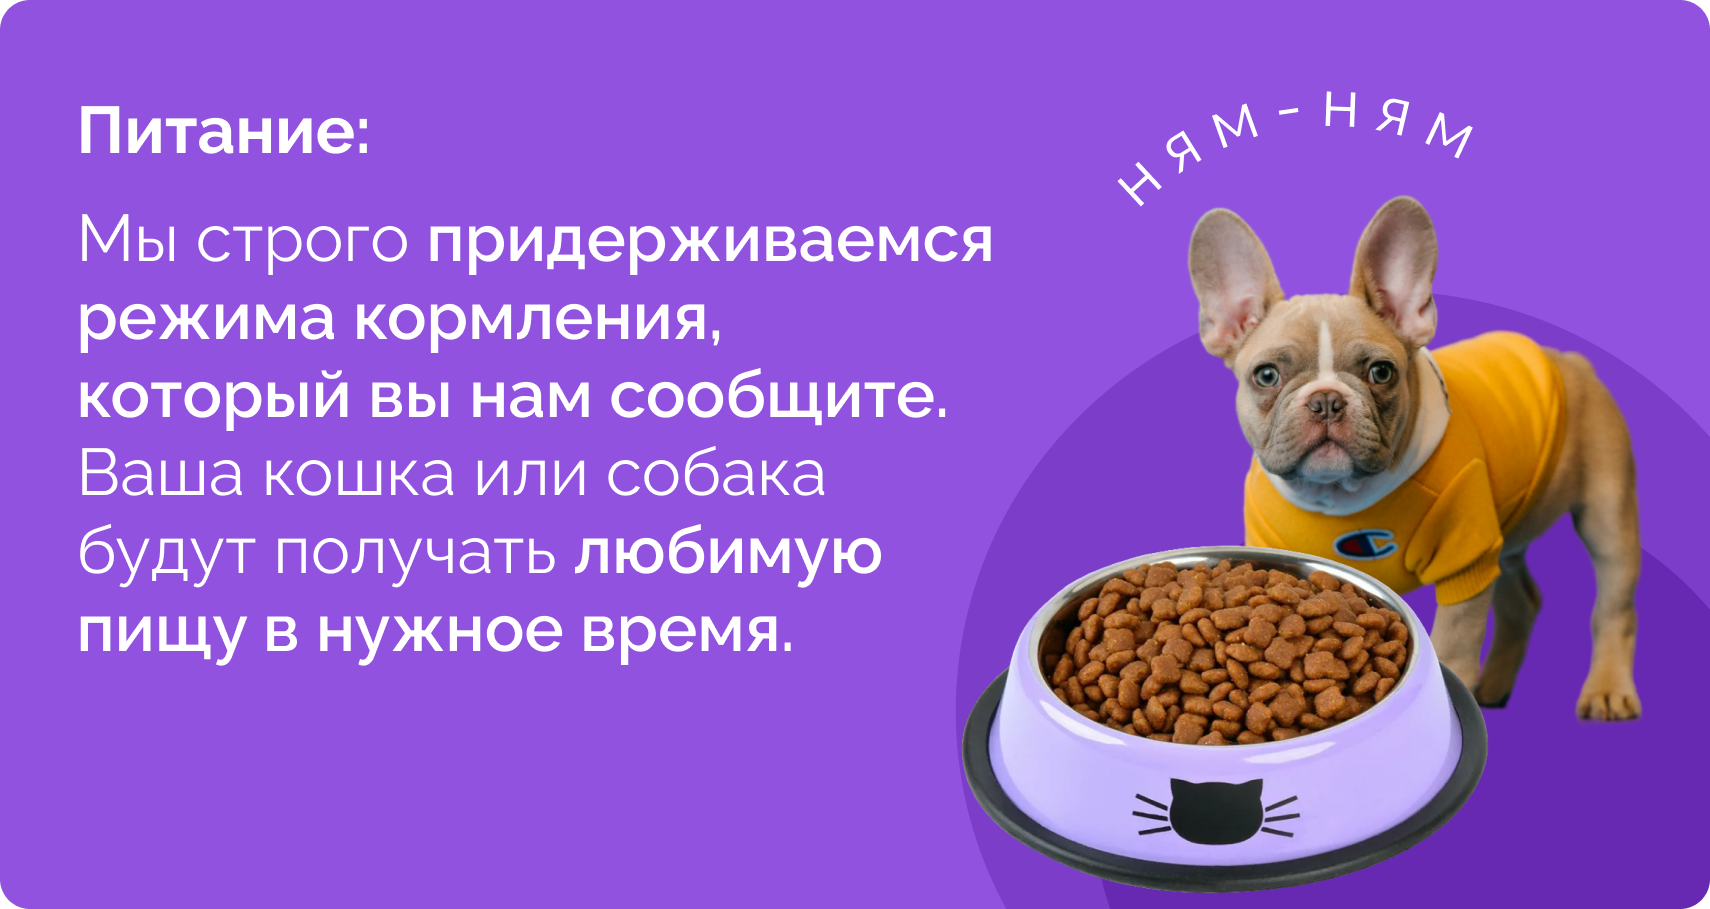 Питание:
Мы строго придерживаемся
режима кормления,
который вы нам сообщите.
Ваша кошка или собака
будут получать любимую
пищу в нужное время.
ням-ням